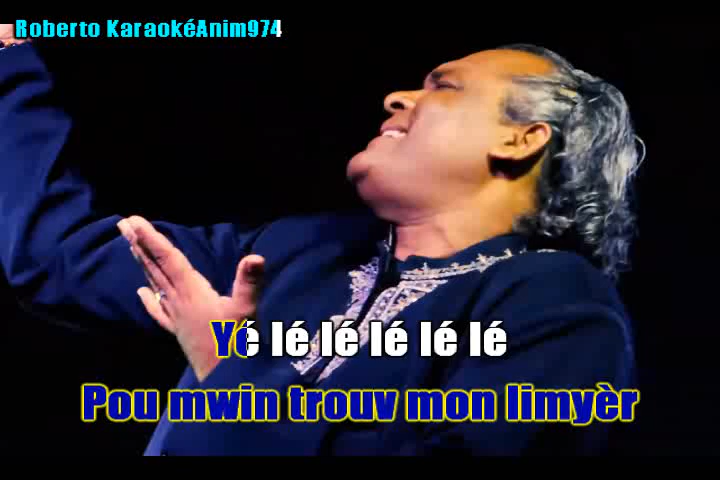 Roberto KaraokéAnim974
Yé lé lé lé lé lé
Pou mwin trouv mon limyèr